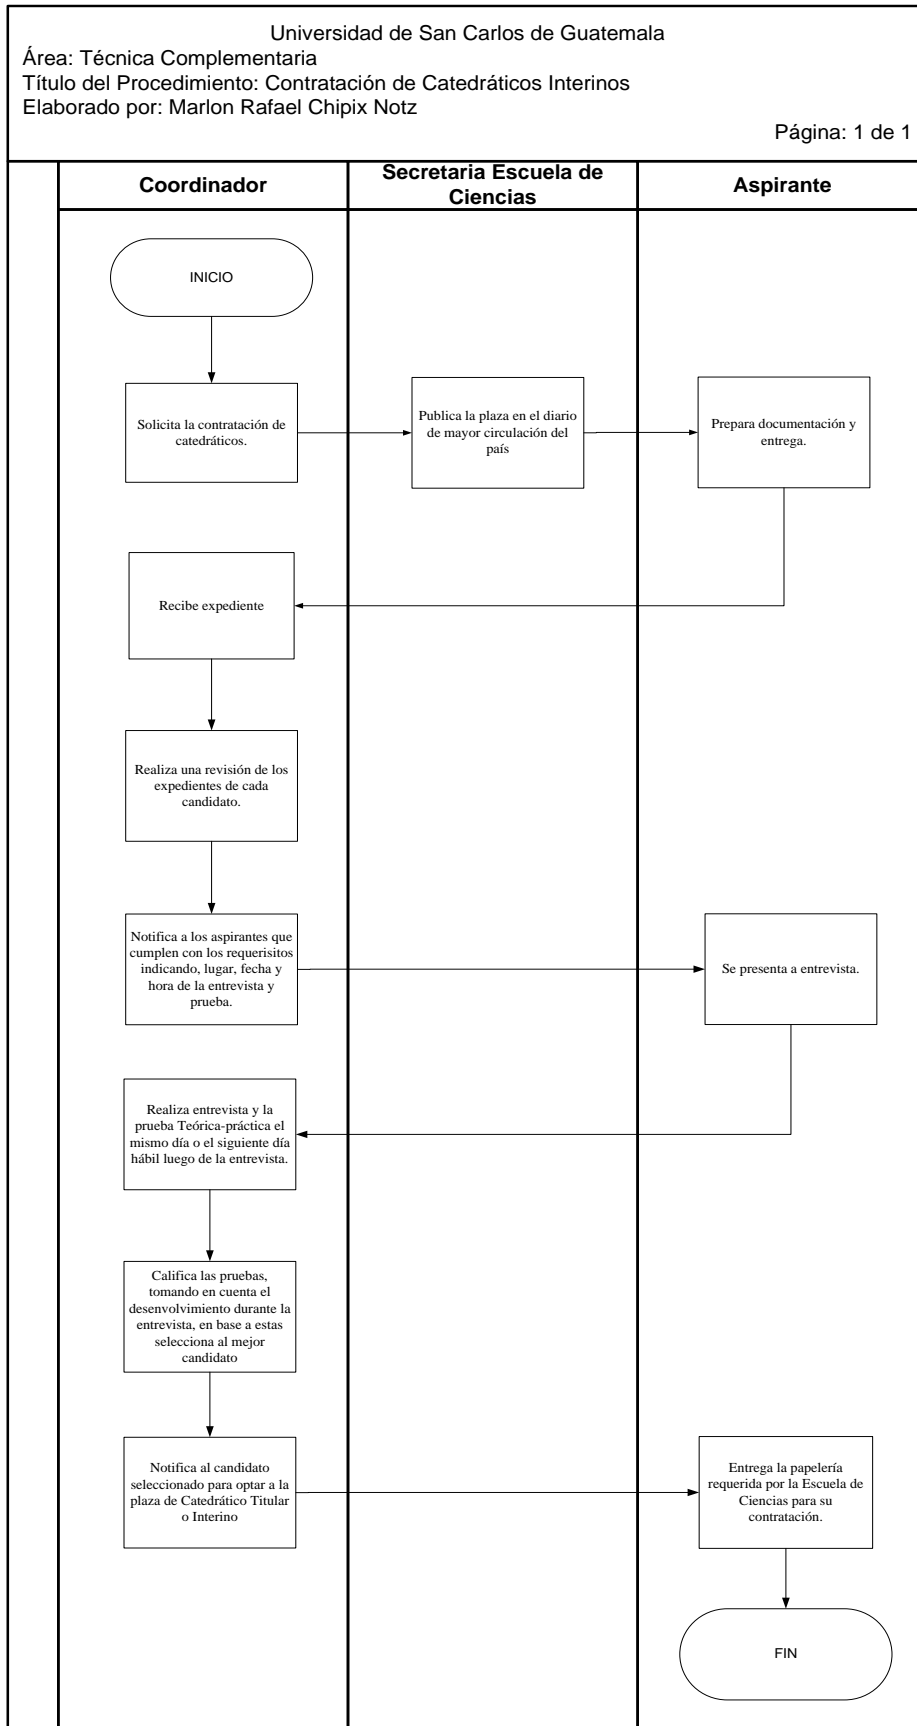 Universidad de San Carlos de Guatemala
Área: Técnica Complementaria
Título del Procedimiento: Contratación de Catedráticos Interinos
Elaborado por: Marlon Rafael Chipix Notz
Página: 1 de 1
Coordinador
Secretaria Escuela de
Ciencias
Aspirante
INICIO
Solicita la contratación de
catedráticos.
Publica la plaza en el diario
de mayor circulación del
país
Prepara documentación y
entrega.
Recibe expediente
Realiza una revisión de los
expedientes de cada
candidato.
Notifica a los aspirantes que
cumplen con los requerisitos
indicando, lugar, fecha y
hora de la entrevista y
prueba.
Se presenta a entrevista.
Realiza entrevista y la
prueba Teórica-práctica el
mismo día o el siguiente día
hábil luego de la entrevista.
Califica las pruebas,
tomando en cuenta el
desenvolvimiento durante la
entrevista, en base a estas
selecciona al mejor
candidato
Notifica al candidato
seleccionado para optar a la
plaza de Catedrático Titular
o Interino
Entrega la papelería
requerida por la Escuela de
Ciencias para su
contratación.
FIN